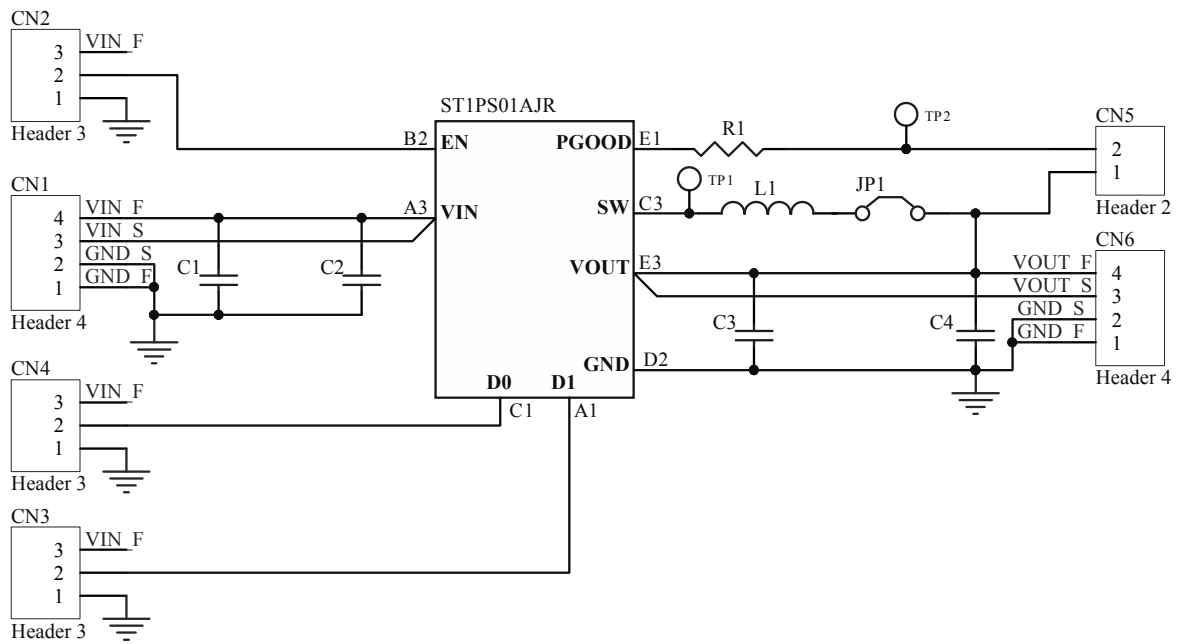 CN2
3 VIN_F
2
1
Header 3
CN1
4 VIN_F
3 VIN_S
2 GND_S
1 GND_F
Header 4
C1
C2
CN4
3 VIN_F
2
1
Header 3
CN3
3 VIN_F
2
1
Header 3
ST1PS01AJR
B2 EN
A3 VIN
PGOOD E1
SW C3
VOUT E3
GND D2
D0
C1
D1
A1
R1
TP2
TP1
L1
JP1
C3
C4
CN5
2
1
Header 2
CN6
VOUT_F 4
VOUT_S 3
GND_S 2
GND_F 1
Header 4